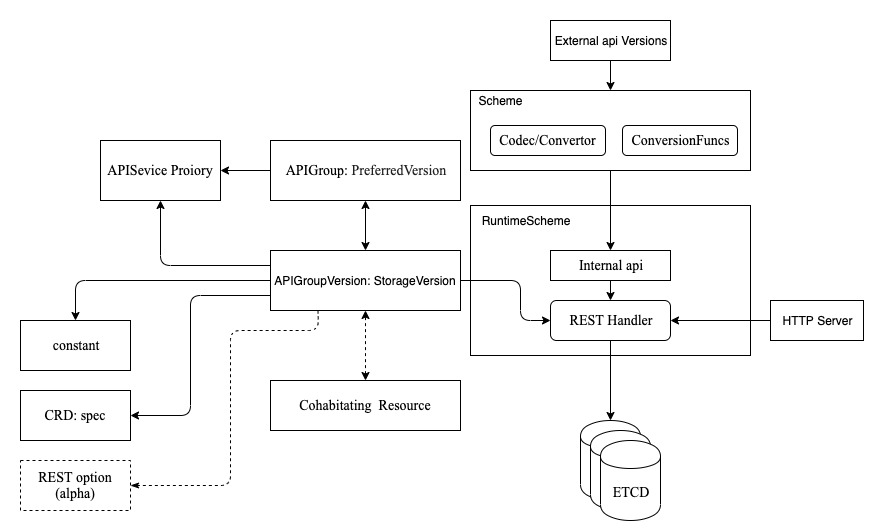 External api Versions
Scheme
Codec/Convertor
ConversionFuncs
APISevice Proiory
APIGroup: PreferredVersion
RuntimeScheme
Internal api
APIGroupVersion: StorageVersion
REST Handler
HTTP Server
constant
CRD: spec
Cohabitating Resource
REST option
(alpha)
ETCD